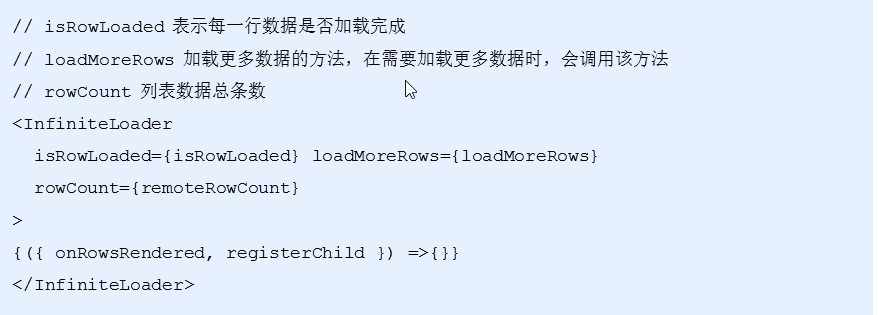 // isRowLoaded 表示每一行数据是否加载完成
// loadMoreRows 加载更多数据的方法，在需要加载更多数据时，会调用该方法
// rowCount 列表数据总条数
<InfiniteLoader
  isRowLoaded={isRowLoaded} loadMoreRows={loadMoreRows}
  rowCount={remoteRowCount}
>
{({ onRowsRendered, registerChild }) =>{}}
</InfiniteLoader>